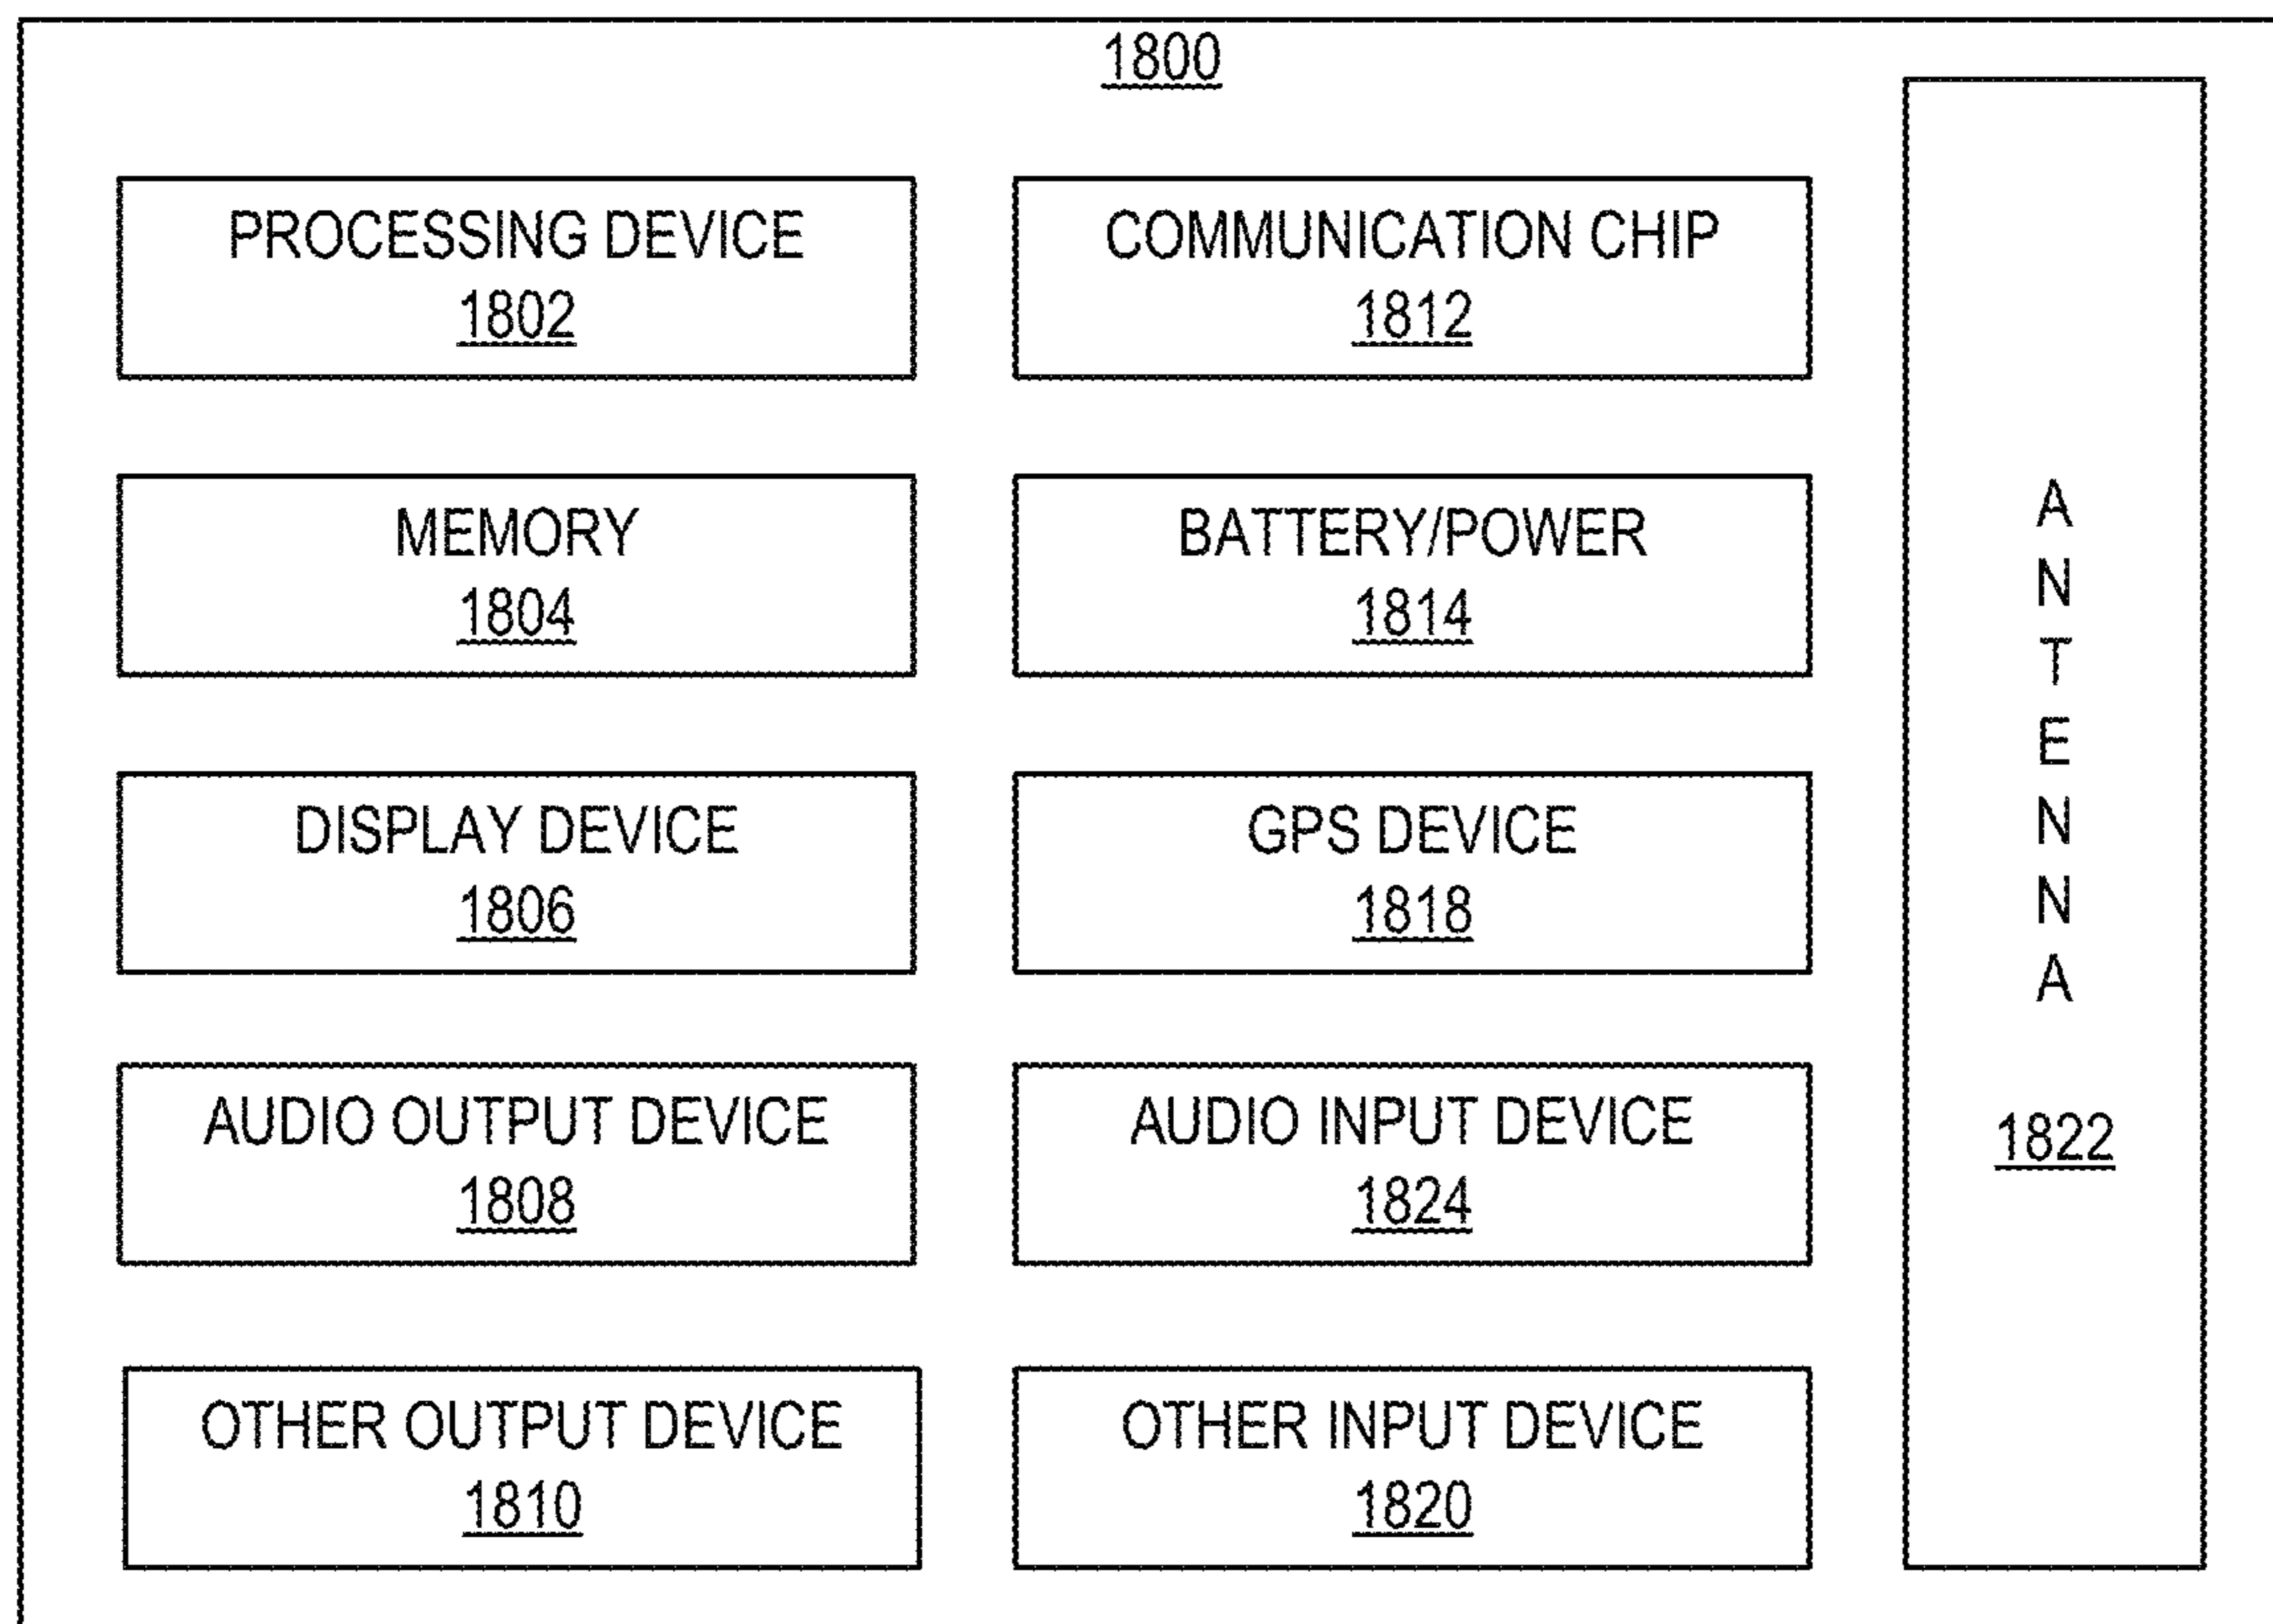 1800
PROCESSING DEVICE
1802
COMMUNICATION CHIP
1812
MEMORY
1804
BATTERY/POWER
1814
DISPLAY DEVICE
1806
GPS DEVICE
1818
AUDIO OUTPUT DEVICE
1808
AUDIO INPUT DEVICE
1824
OTHER OUTPUT DEVICE
1810
OTHER INPUT DEVICE
1820
ANTENNA
1822